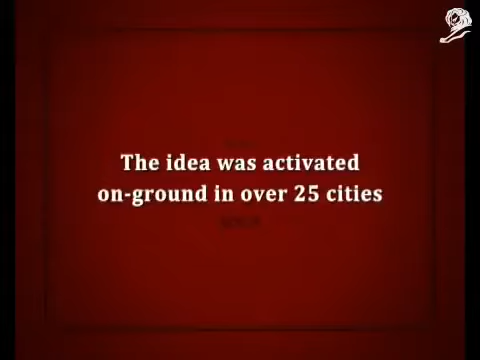 The idea was activated
on-ground in over 25 cities